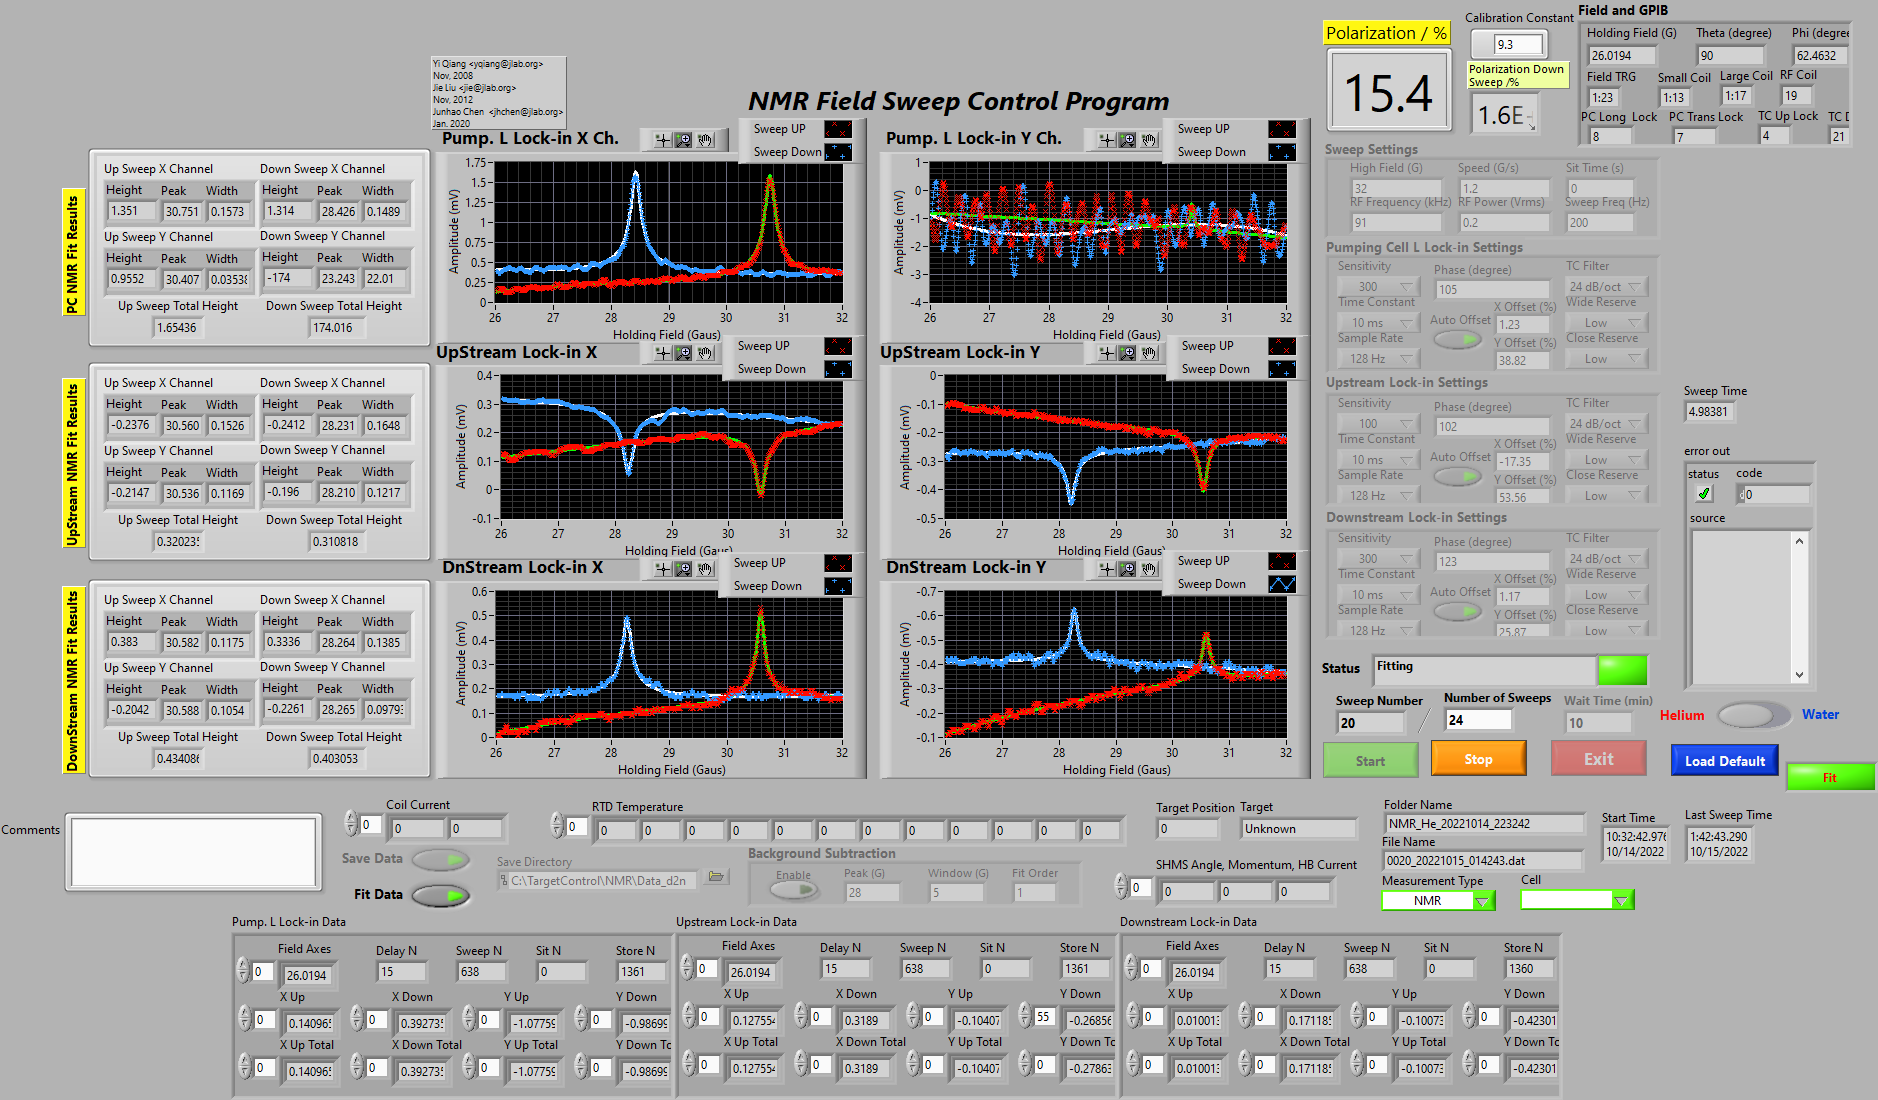 Yi Qiang <yqiang@jlab.org>
Nov, 2008
Jie Liu <jie@jlab.org>
Nov, 2012
Junhao Chen <jhchen@jlab.org>
Jan. 2020
NMR Field Sweep Control Program
Polarization / %
15.4
Calibration Constant
9.3
Polarization Down
Sweep /%
1.6E-
Field and GPIB
Holding Field (G) Theta (degree) Phi (degree
26.0194 90 62.4632
Field TRG Small Coil Large Coil RF Coil
1:23 1:13 1:17 19
PC Long Lock PC Trans Lock TC Up Lock TC D
8 7 4 21
PC NMR Fit Results
Up Sweep X Channel Down Sweep X Channel
Height Peak Width Height Peak Width
1.351 30.751 0.1573 1.314 28.426 0.1489
Up Sweep Y Channel Down Sweep Y Channel
Height Peak Width Height Peak Width
0.9552 30.407 0.03538 -174 23.243 22.01
Up Sweep Total Height Down Sweep Total Height
1.65436 174.016
UpStream NMR Fit Results
Up Sweep X Channel Down Sweep X Channel
Height Peak Width Height Peak Width
-0.2376 30.560 0.1526 -0.2412 28.231 0.1648
Up Sweep Y Channel Down Sweep Y Channel
Height Peak Width Height Peak Width
-0.2147 30.536 0.1169 -0.196 28.210 0.1217
Up Sweep Total Height Down Sweep Total Height
0.320235 0.310818
DownStream NMR Fit Results
Up Sweep X Channel Down Sweep X Channel
Height Peak Width Height Peak Width
0.383 30.582 0.1175 0.3336 28.264 0.1385
Up Sweep Y Channel Down Sweep Y Channel
Height Peak Width Height Peak Width
-0.2042 30.588 0.1054 -0.2261 28.265 0.09793
Up Sweep Total Height Down Sweep Total Height
0.434086 0.403053
Pump. L Lock-in X Ch.
Sweep UP
Sweep Down
Amplitude (mV)
1.75
1.5
1
0.75
0.5
0.25
0
26 27 28 29 30 31 32
Holding Field (Gaus)
Pump. L Lock-in Y Ch.
Sweep UP
Sweep Down
Amplitude (mV)
1
0
-1
-2
-3
-4
26 27 28 29 30 31 32
Holding Field (Gaus)
UpStream Lock-in X
Sweep UP
Sweep Down
Amplitude (mV)
0.4
0.3
0.2
0.1
0
-0.1
26 27 28 29 30 31 32
Holding Field (Gaus)
UpStream Lock-in Y
Sweep UP
Sweep Down
Amplitude (mV)
0
-0.1
-0.2
-0.3
-0.4
-0.5
26 27 28 29 30 31 32
Holding Field (Gaus)
DnStream Lock-in X
Sweep UP
Sweep Down
Amplitude (mV)
0.6
0.5
0.4
0.3
0.2
0.1
0
26 27 28 29 30 31 32
Holding Field (Gaus)
DnStream Lock-in Y
Sweep UP
Sweep Down
Amplitude (mV)
-0.7
-0.6
-0.5
-0.4
-0.3
-0.2
-0.1
26 27 28 29 30 31 32
Holding Field (Gaus)
Sweep Settings
High Field (G) Speed (G/s) Sit Time (s)
32 1.2 0
RF Frequency (kHz) RF Power (Vrms) Sweep Freq (Hz)
91 0.2 200
Pumping Cell L Lock-in Settings
Sensitivity Phase (degree) TC Filter
300 105 24 dB/oct
Time Constant X Offset (%) Wide Reserve
10 ms Auto Offset 1.23 Low
Sample Rate Y Offset (%) Close Reserve
128 Hz 38.82 Low
Upstream Lock-in Settings
Sensitivity Phase (degree) TC Filter
100 102 24 dB/oct
Time Constant X Offset (%) Wide Reserve
10 ms Auto Offset -17.35 Low
Sample Rate Y Offset (%) Close Reserve
128 Hz 53.56 Low
Downstream Lock-in Settings
Sensitivity Phase (degree) TC Filter
300 123 24 dB/oct
Time Constant X Offset (%) Wide Reserve
10 ms Auto Offset 1.17 Low
Sample Rate Y Offset (%) Close Reserve
128 Hz 25.87 Low
Sweep Time
4.98381
error out
status code
0
source
Status Fitting
Sweep Number Number of Sweeps Wait Time (min)
20 / 24 10
Helium Water
Start Stop Exit Load Default Fit
Comments
Coil Current
0 0 0
RTD Temperature
0 0 0 0 0 0 0 0 0 0 0 0 0
Save Data
Fit Data
Save Directory
C:\TargetControl\NMR\Data_d2n
Background Subtraction
Enable Peak (G) Window (G) Fit Order
28 5 1
Target Position Target
0 Unknown
SHMS Angle, Momentum, HB Current
0 0 0 0
Folder Name
NMR_He_20221014_223242
File Name
0020_20221015_014243.dat
Measurement Type Cell
NMR
Start Time
10:32:42.976
10/14/2022
Last Sweep Time
1:42:43.290
10/15/2022
Pump. L Lock-in Data
Field Axes Delay N Sweep N Sit N Store N
0 26.0194 15 638 0 1361
X Up X Down Y Up Y Down
0 0.140965 0 0.392735 0 -1.07759 0 -0.98699
X Up Total X Down Total Y Up Total Y Down To
0 0.140965 0 0.392735 0 -1.07759 0 -0.98699
Upstream Lock-in Data
Field Axes Delay N Sweep N Sit N Store N
0 26.0194 15 638 0 1361
X Up X Down Y Up Y Down
0 0.127554 0 0.3189 0 -0.10407 55 -0.26856
X Up Total X Down Total Y Up Total Y Down To
0 0.127554 0 0.3189 0 -0.10407 0 -0.27863
Downstream Lock-in Data
Field Axes Delay N Sweep N Sit N Store N
0 26.0194 15 638 0 1360
X Up X Down Y Up Y Down
0 0.010013 0 0.171185 0 -0.10073 0 -0.42301
X Up Total X Down Total Y Up Total Y Down To
0 0.010013 0 0.171185 0 -0.10073 0 -0.42301